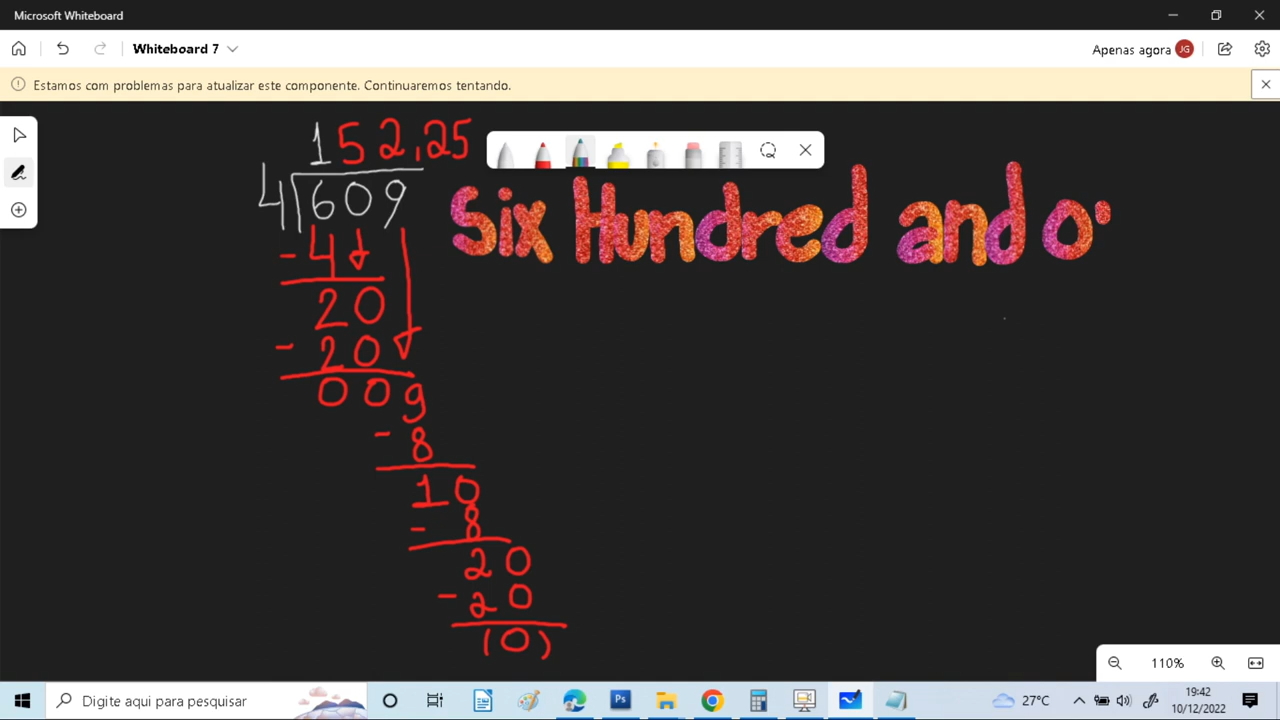 Microsoft Whiteboard
Whiteboard 7
Apenas agora JG
Estamos com problemas para atualizar este componente. Continuaremos tentando.
152,25
4 609
- 4
20
- 20
009
- 8
10
- 8
20
- 20
(0)
Six Hundred and o
110%
Digite aqui para pesquisar
Ps
27°C
19:42
10/12/2022